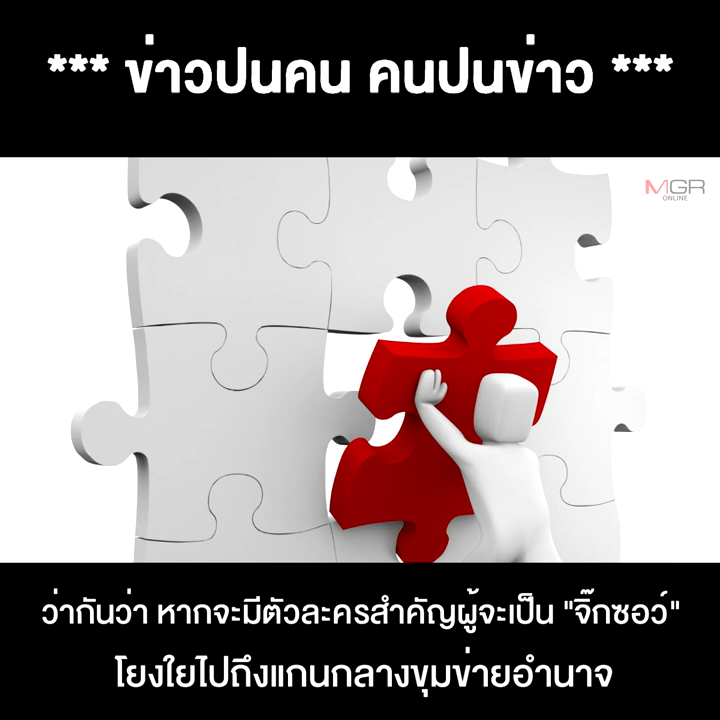 *** ข่าวปนคน คนปนข่าว ***
MGR
ONLINE
ว่ากันว่า หากจะมีตัวละครสำคัญผู้จะเป็น "จิ๊กซอว์"
โยงใยไปถึงแกนกลางขุมข่ายอำนาจ